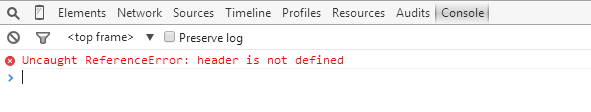 Elements Network Sources Timeline Profiles Resources Audits Console
<top frame> ▼ Preserve log
Uncaught ReferenceError: header is not defined
>